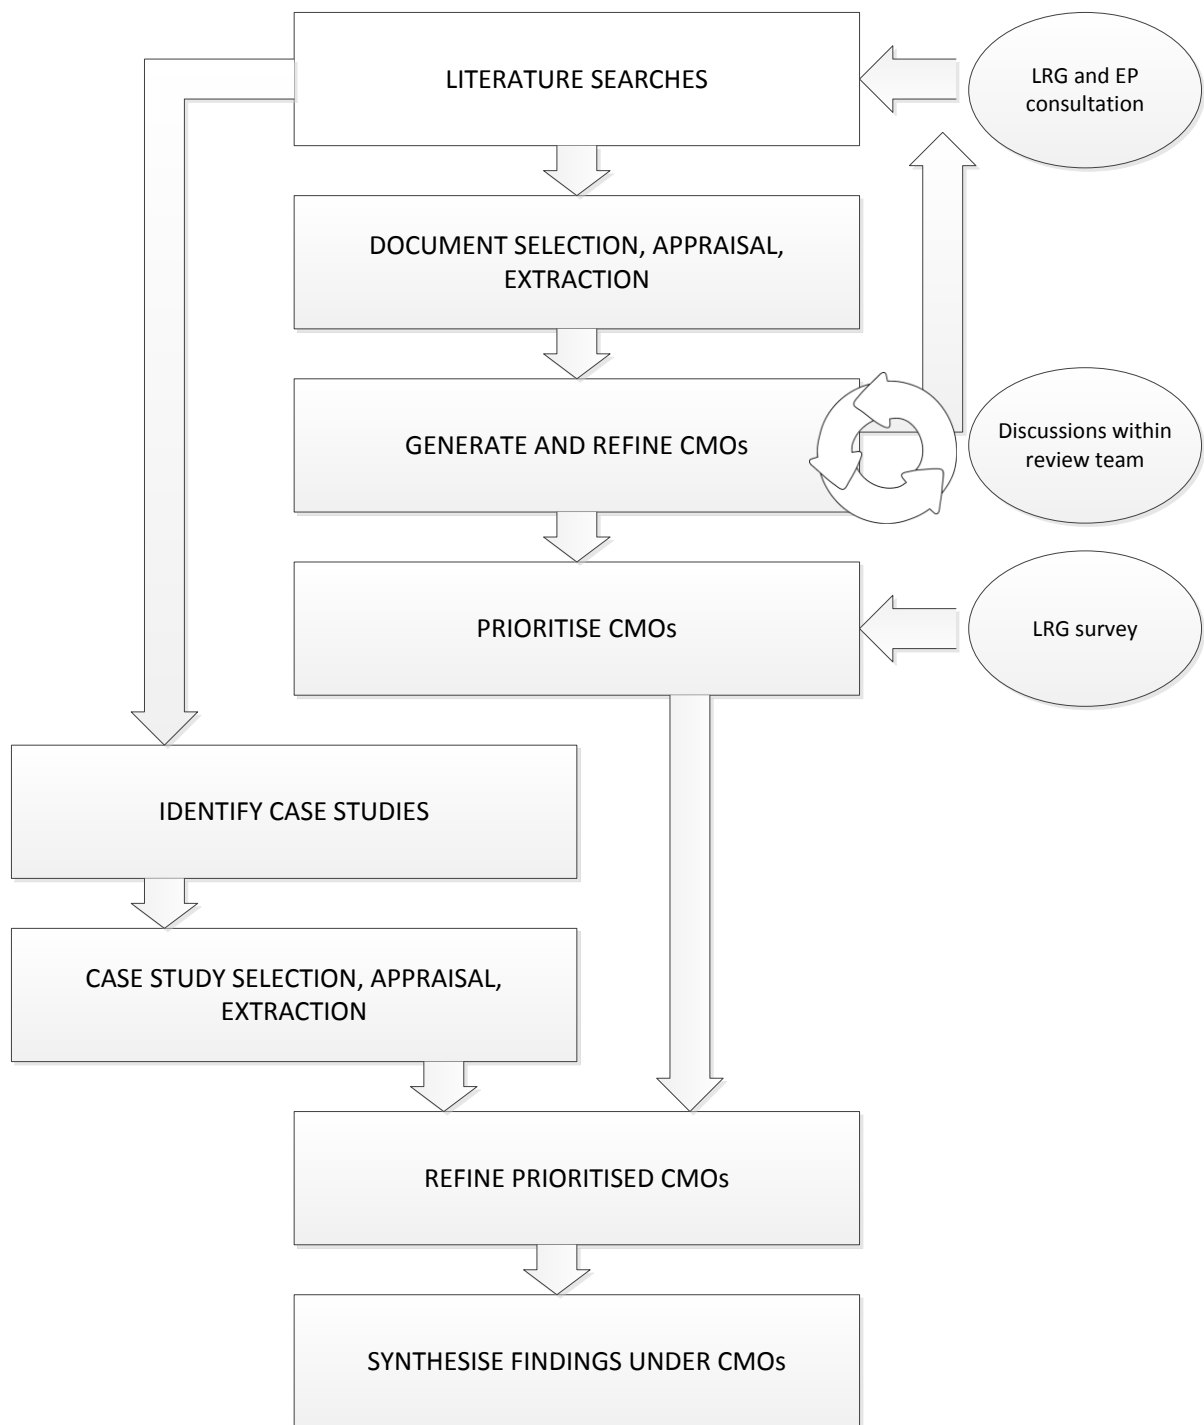 LITERATURE SEARCHES
LRG and EP
consultation
DOCUMENT SELECTION, APPRAISAL,
EXTRACTION
GENERATE AND REFINE CMOs
Discussions within
review team
PRIORITISE CMOs
LRG survey
IDENTIFY CASE STUDIES
CASE STUDY SELECTION, APPRAISAL,
EXTRACTION
REFINE PRIORITISED CMOs
SYNTHESISE FINDINGS UNDER CMOs